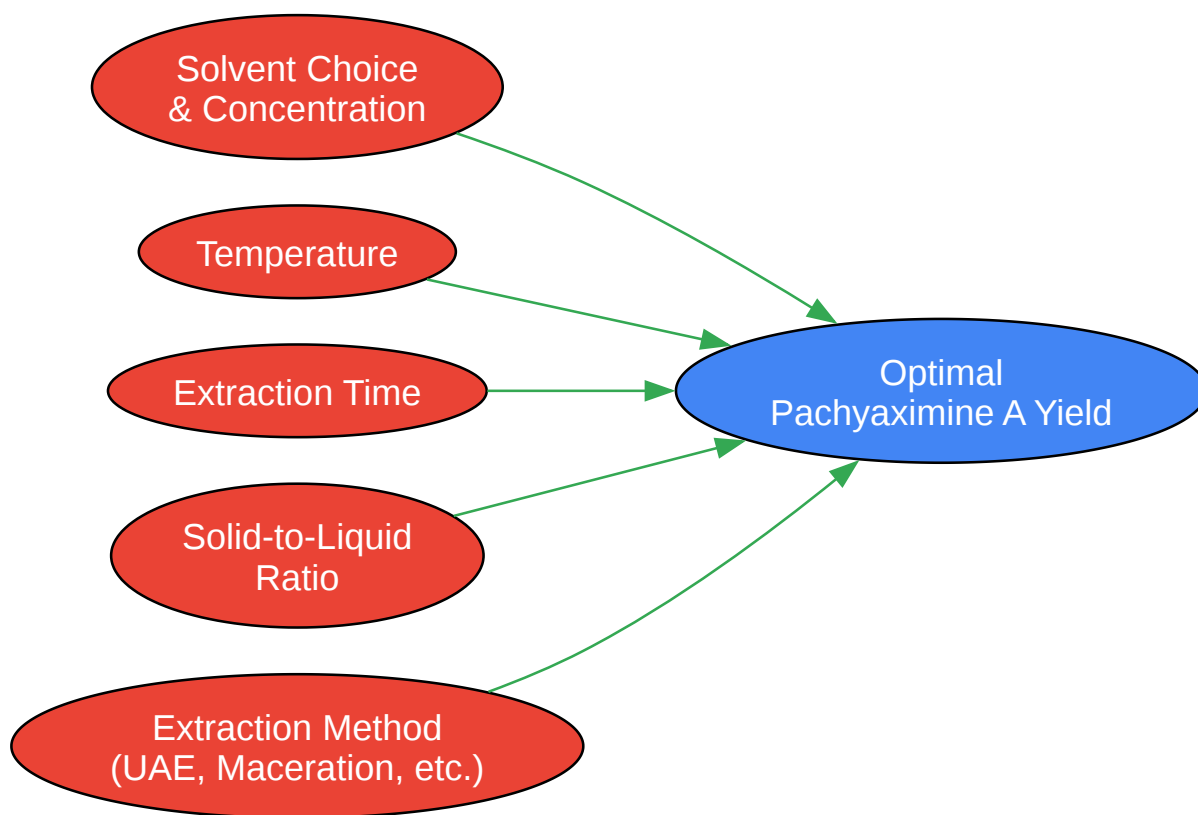 Solvent Choice
& Concentration
Temperature
Extraction Time
Solid-to-Liquid
Ratio
Extraction Method
(UAE, Maceration, etc.)
Optimal
Pachyaximine A Yield